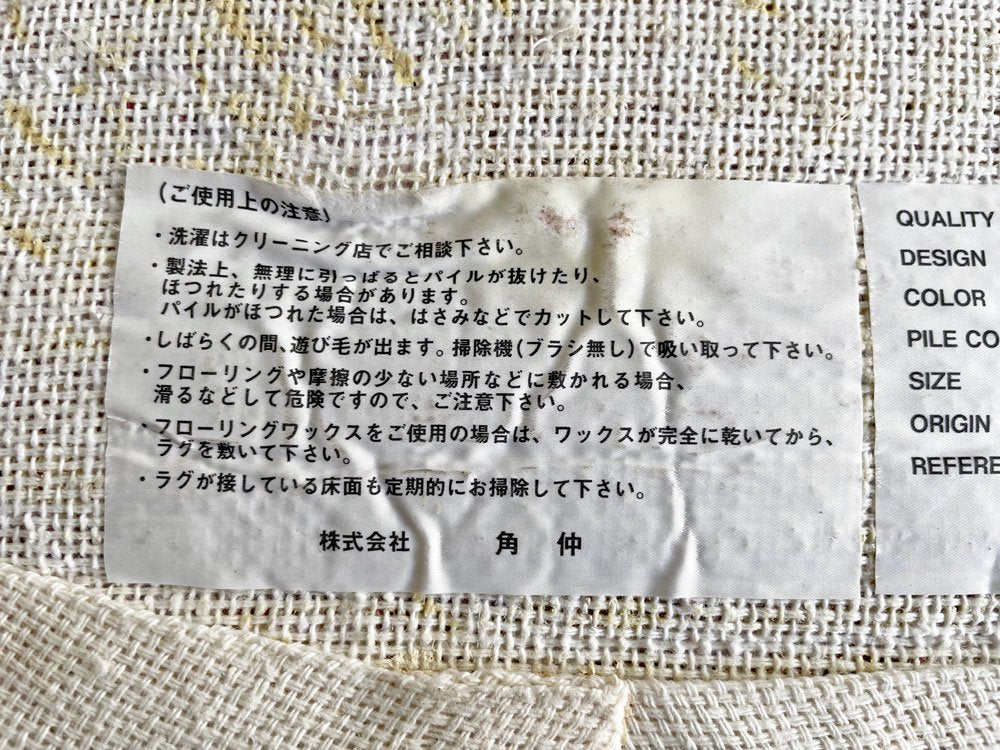 (ご使用上の注意)
・洗濯はクリーニング店でご相談下さい。
・製法上、無理に引っぱるとパイルが抜けたり、
ほつれたりする場合があります。
パイルがほつれた場合は、はさみなどでカットして下さい。
・しばらくの間、遊び毛が出ます。掃除機(ブラシ無し)で吸い取って下さい。
・フローリングや摩擦の少ない場所などに敷かれる場合、
滑るなどして危険ですので、ご注意下さい。
・フローリングワックスをご使用の場合は、ワックスが完全に乾いてから、
ラグを敷いて下さい。
・ラグが接している床面も定期的にお掃除して下さい。
株式会社 角仲
QUALITY
DESIGN
COLOR
PILE CO
SIZE
ORIGIN
REFERE